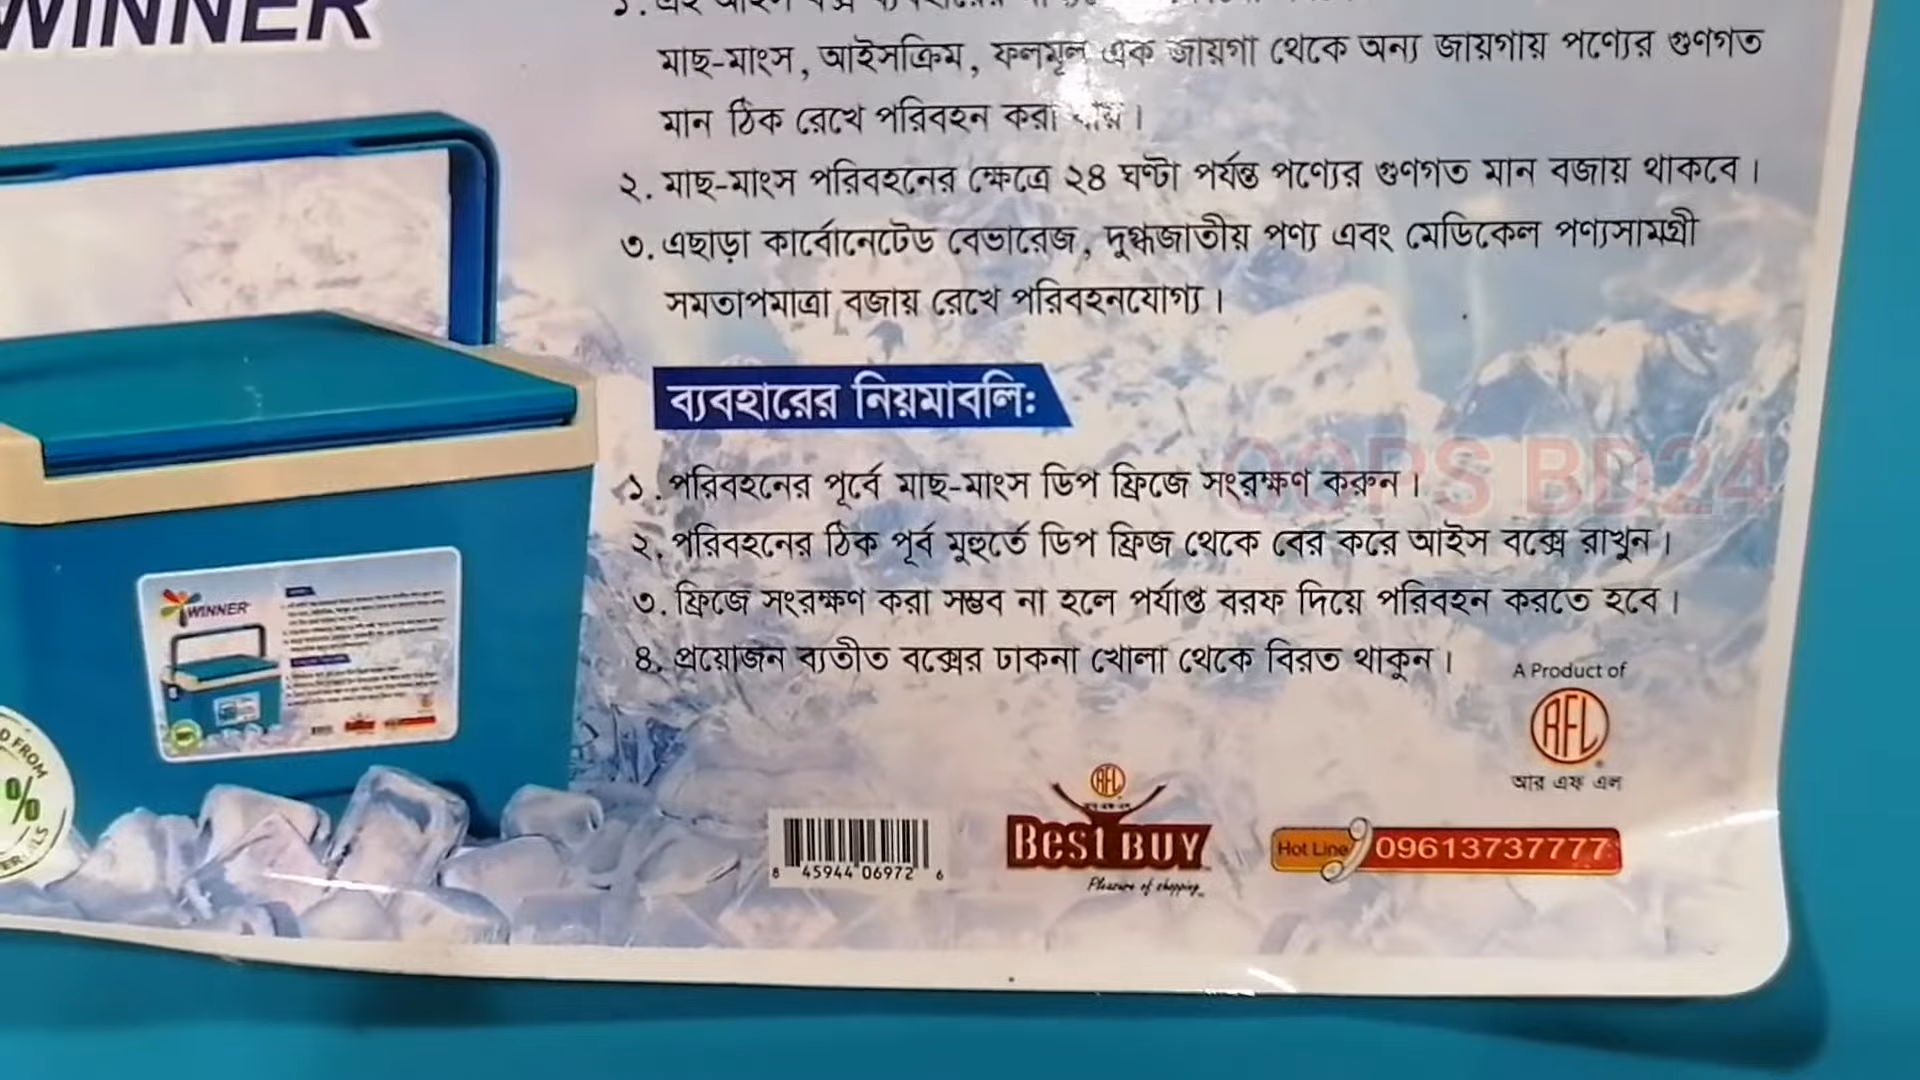 WINNER
মাছ-মাংস, আইসক্রিম, ফলমূল এক জায়গা থেকে অন্য জায়গায় পণ্যের গুণগত
মান ঠিক রেখে পরিবহন করা যায়।
২. মাছ-মাংস পরিবহনের ক্ষেত্রে ২৪ ঘণ্টা পর্যন্ত পণ্যের গুণগত মান বজায় থাকবে।
৩. এছাড়া কার্বোনেটেড বেভারেজ, দুগ্ধজাতীয় পণ্য এবং মেডিকেল পণ্যসামগ্রী
সমতাপমাত্রা বজায় রেখে পরিবহনযোগ্য।
ব্যবহারের নিয়মাবলি:
OOPS BD24
১. পরিবহনের পূর্বে মাছ-মাংস ডিপ ফ্রিজে সংরক্ষণ করুন।
২. পরিবহনের ঠিক পূর্ব মুহুর্তে ডিপ ফ্রিজ থেকে বের করে আইস বক্সে রাখুন।
৩. ফ্রিজে সংরক্ষণ করা সম্ভব না হলে পর্যাপ্ত বরফ দিয়ে পরিবহন করতে হবে।
৪. প্রয়োজন ব্যতীত বক্সের ঢাকনা খোলা থেকে বিরত থাকুন।
WINNER
A Product of
RFL
আর এফ এল
FROM
%
8 45944 06972 6
RFL
Best Buy
Pleasure of shopping
Hot Line 09613737777